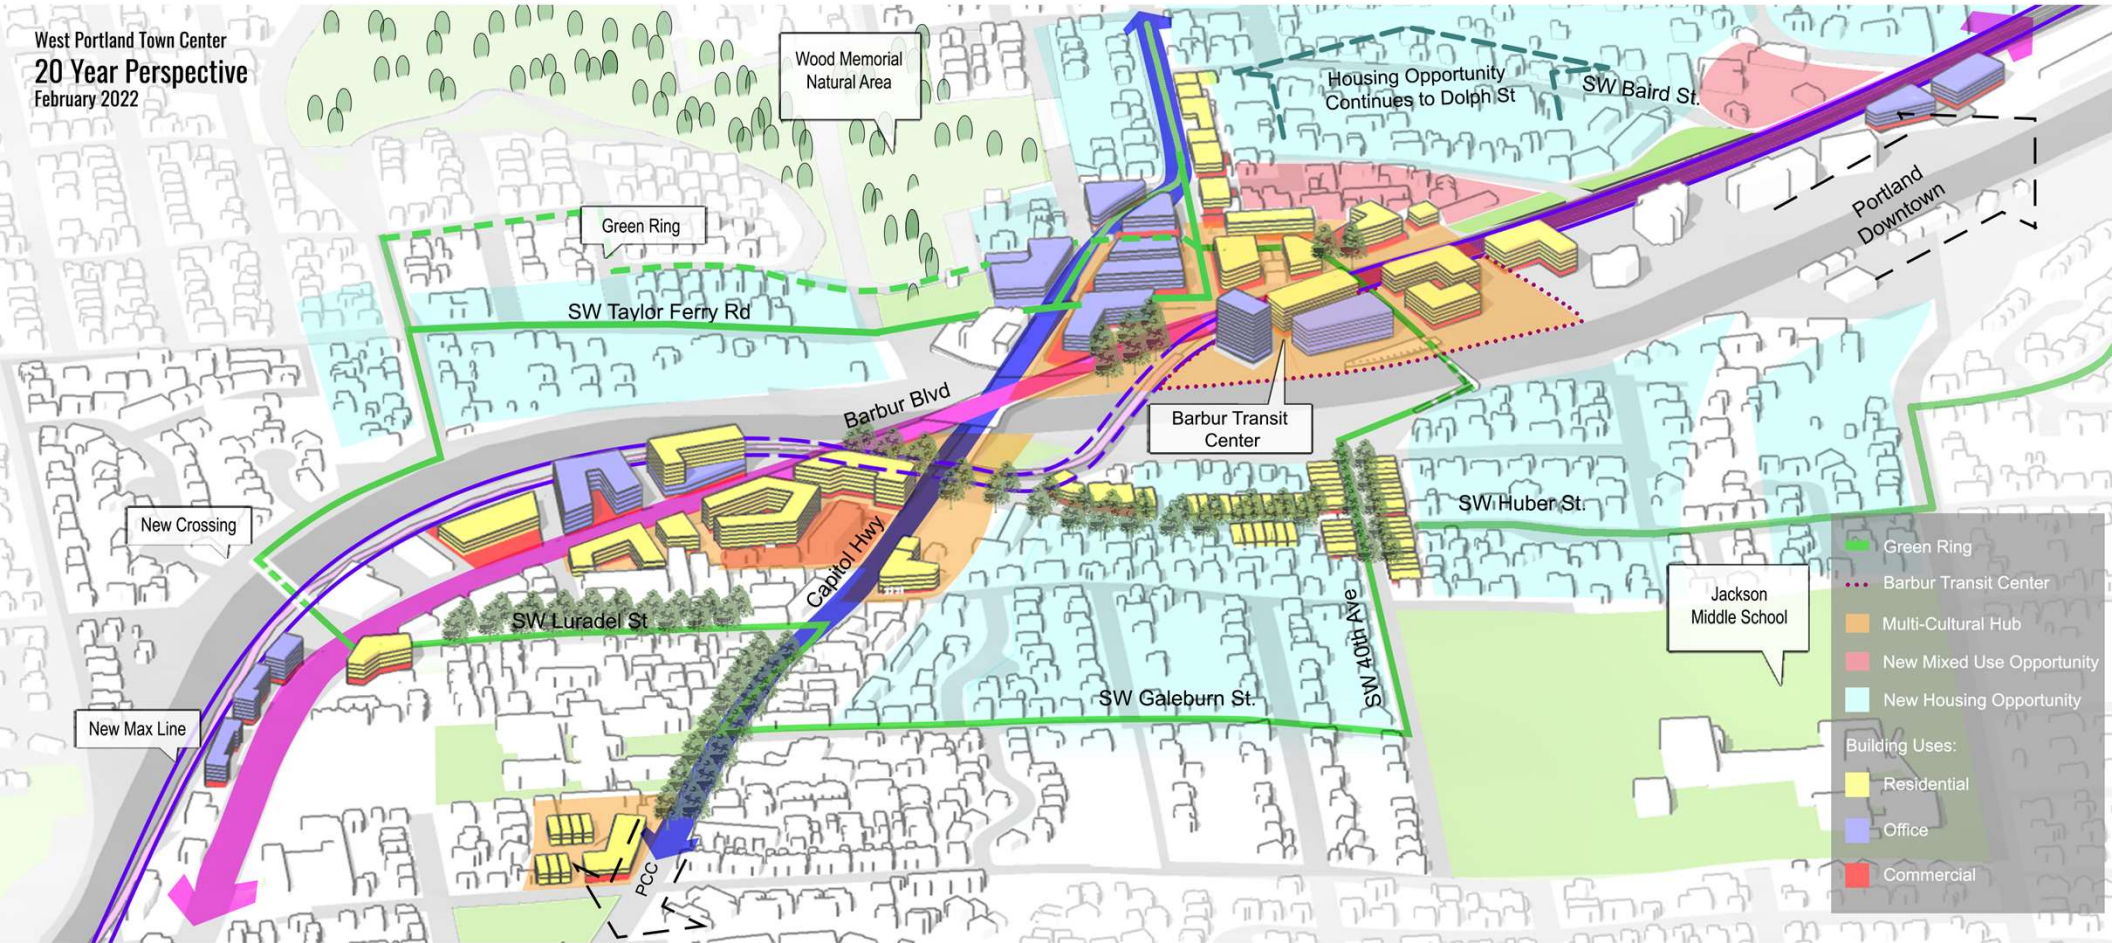 West Portland Town Center
20 Year Perspective
February 2022
Wood Memorial
Natural Area
Housing Opportunity
Continues to Dolph St
SW Baird St.
Portland
Downtown
Green Ring
SW Taylor Ferry Rd
Barbur Blvd
Barbur Transit
Center
New Crossing
Capitol Hwy
SW Huber St.
SW Luradel St
SW 40th Ave
SW Galeburn St.
Jackson
Middle School
New Max Line
PCC
Green Ring
Barbur Transit Center
Multi-Cultural Hub
New Mixed Use Opportunity
New Housing Opportunity
Building Uses:
Residential
Office
Commercial